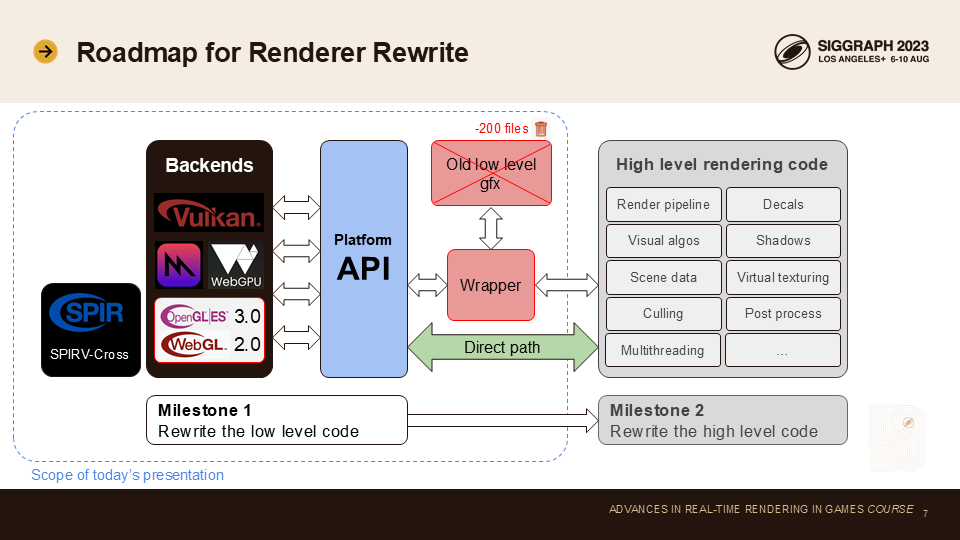 Roadmap for Renderer Rewrite
SIGGRAPH 2023
LOS ANGELES+ 6-10 AUG
-200 files
Backends
Vulkan.
WebGPU
OpenGL|ES™ 3.0
WebGL™ 2.0
SPIR
SPIRV-Cross
Platform
API
Old low level
gfx
Wrapper
Direct path
High level rendering code
Render pipeline
Decals
Visual algos
Shadows
Scene data
Virtual texturing
Culling
Post process
Multithreading
...
Milestone 1
Rewrite the low level code
Milestone 2
Rewrite the high level code
Scope of today’s presentation
ADVANCES IN REAL-TIME RENDERING IN GAMES COURSE 7